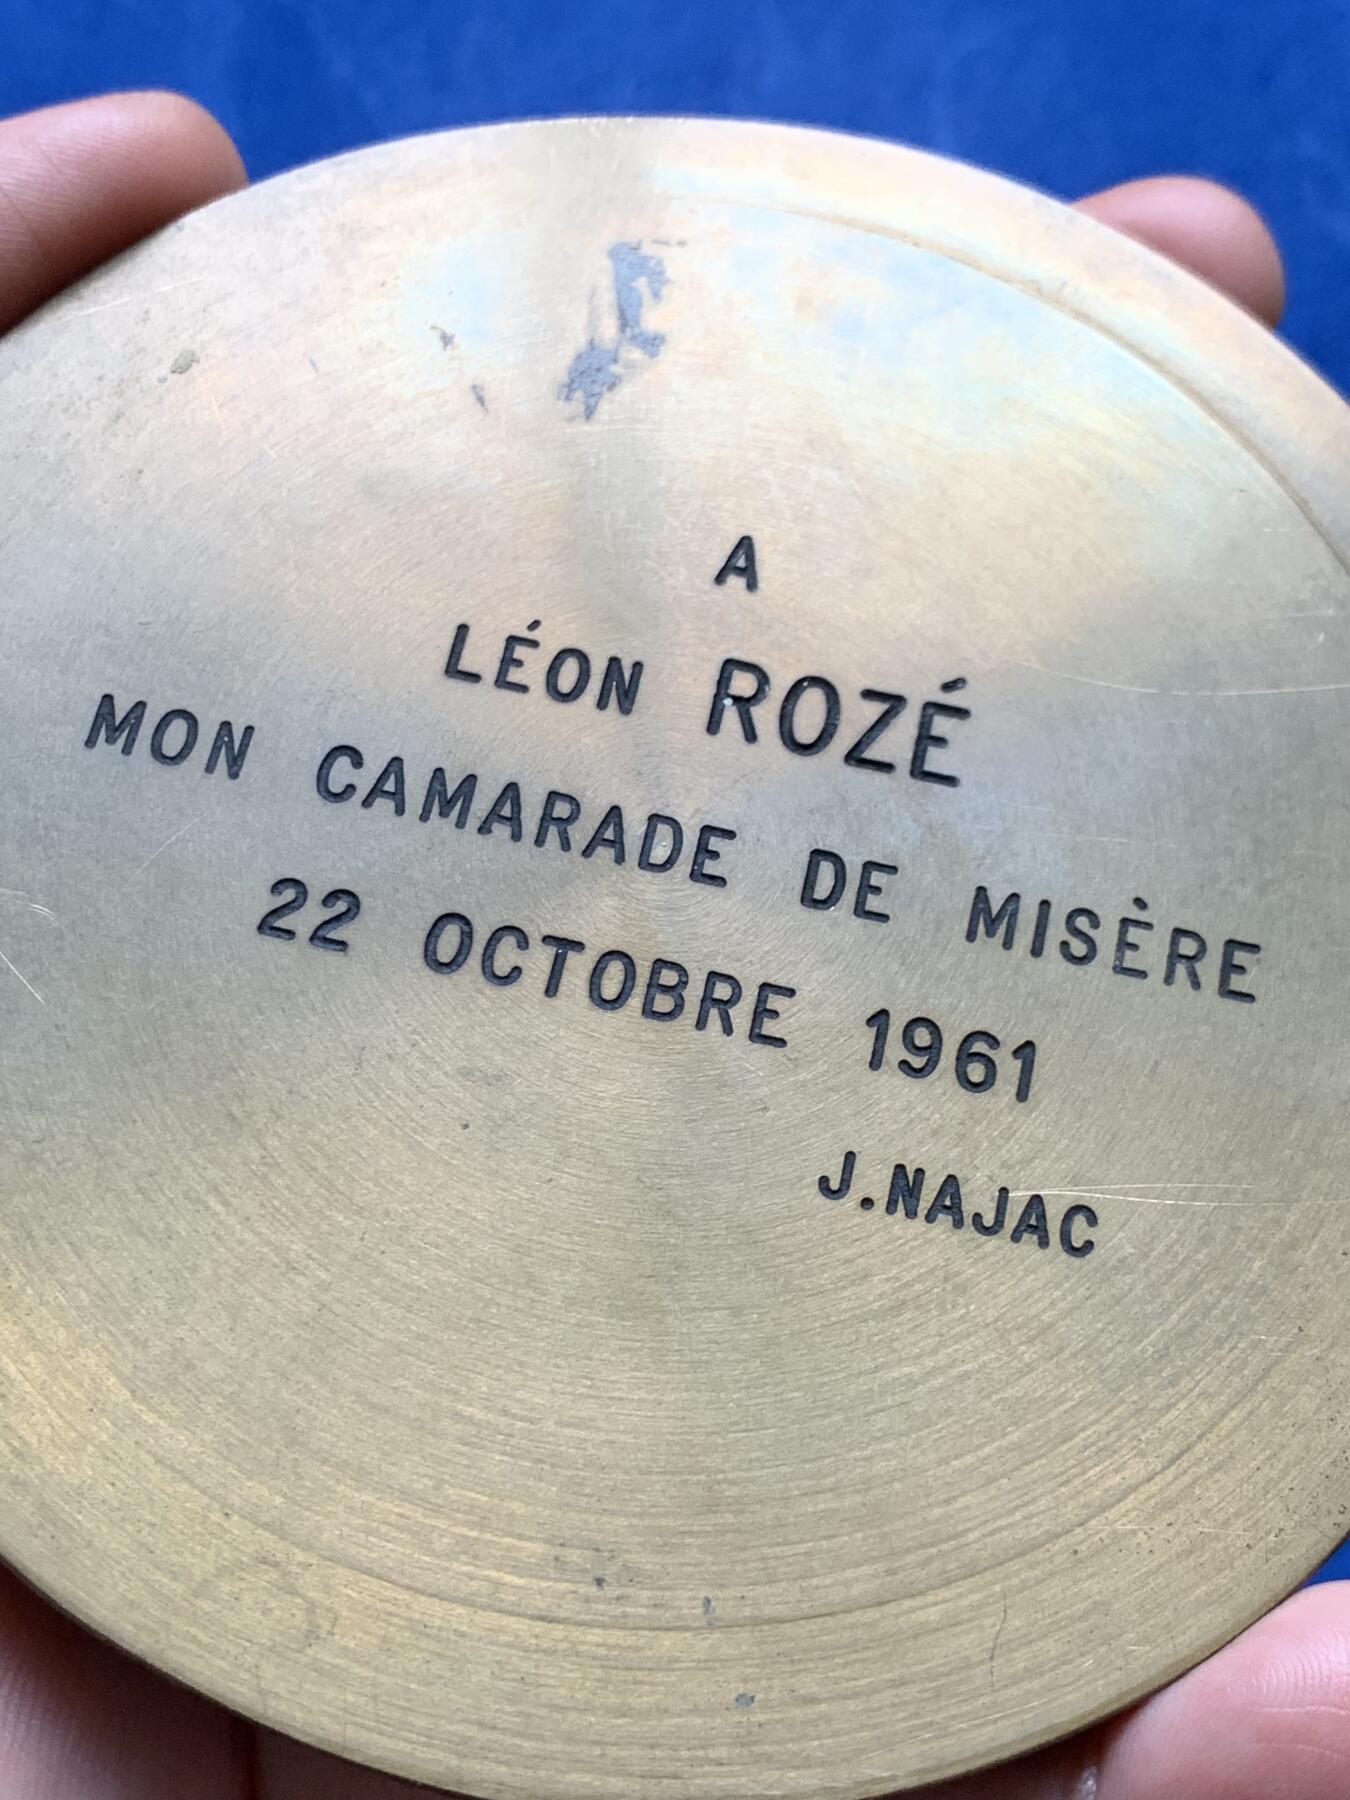 A
LÉON ROZÉ
MON CAMARADE DE MISÈRE
22 OCTOBRE 1961
J.NAJAC